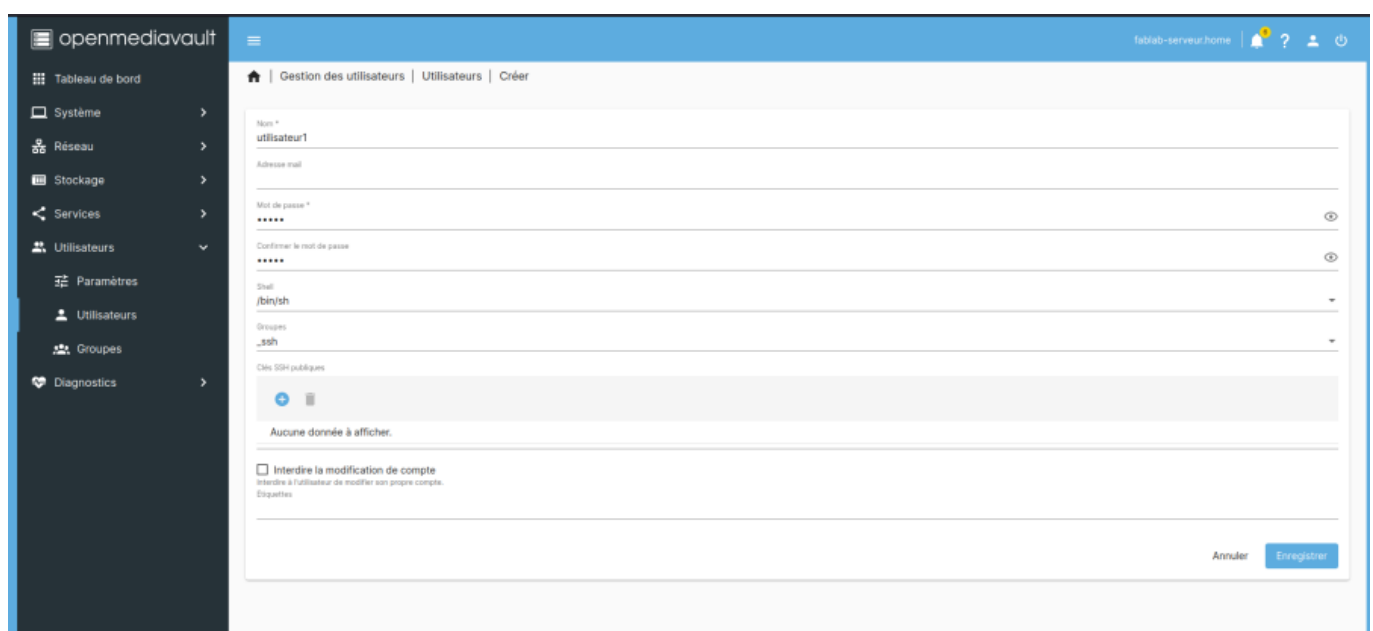 openmediavault
fablab-serveur.home
Tableau de bord
Système
Réseau
Stockage
Services
Utilisateurs
Paramètres
Utilisateurs
Groupes
Diagnostics
Gestion des utilisateurs | Utilisateurs | Créer
Nom *
utilisateur1
Adresse mail
Mot de passe *
•••••
Confirmer le mot de passe
•••••
Shell
/bin/sh
Groupes
_ssh
Clés SSH publiques
Aucune donnée à afficher.
Interdire la modification de compte
Interdire à l'utilisateur de modifier son propre compte.
Etiquettes
Annuler
Enregistrer